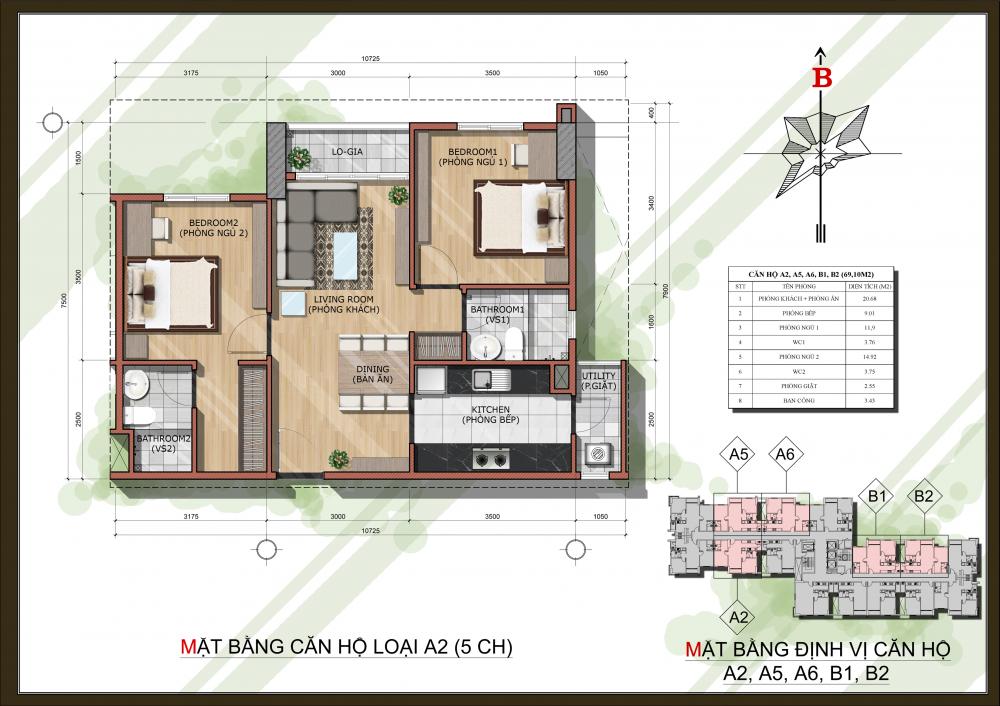 10725
3175
3000
3500
1050
B
400
1500
3400
3500
7500
7900
1600
2500
2500
LO-GIA
BEDROOM1
(PHÒNG NGỦ 1)
BEDROOM2
(PHÒNG NGỦ 2)
LIVING ROOM
(PHÒNG KHÁCH)
BATHROOM1
(VS1)
DINING
(BÀN ĂN)
UTILITY
(P.GIẶT)
KITCHEN
(PHÒNG BẾP)
BATHROOM2
(VS2)
3175
3000
3500
1050
10725
CĂN HỘ A2, A5, A6, B1, B2 (69,10M2)
STT TÊN PHÒNG DIỆN TÍCH (M2)
1 PHÒNG KHÁCH + PHÒNG ĂN 20.68
2 PHÒNG BẾP 9.01
3 PHÒNG NGỦ 1 11,9
4 WC1 3.76
5 PHÒNG NGỦ 2 14.92
6 WC2 3.75
7 PHÒNG GIẶT 2.55
8 BAN CÔNG 3.43
A5
A6
B1
B2
A2
MẶT BẰNG CĂN HỘ LOẠI A2 (5 CH)
MẶT BẰNG ĐỊNH VỊ CĂN HỘ
A2, A5, A6, B1, B2